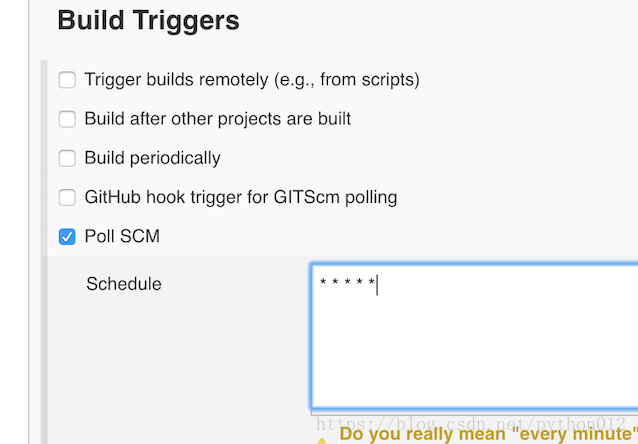 Build Triggers
Trigger builds remotely (e.g., from scripts)
Build after other projects are built
Build periodically
GitHub hook trigger for GITScm polling
Poll SCM
Schedule
* * * * *
https://blog.csdn.net/python012
Do you really mean "every minute"